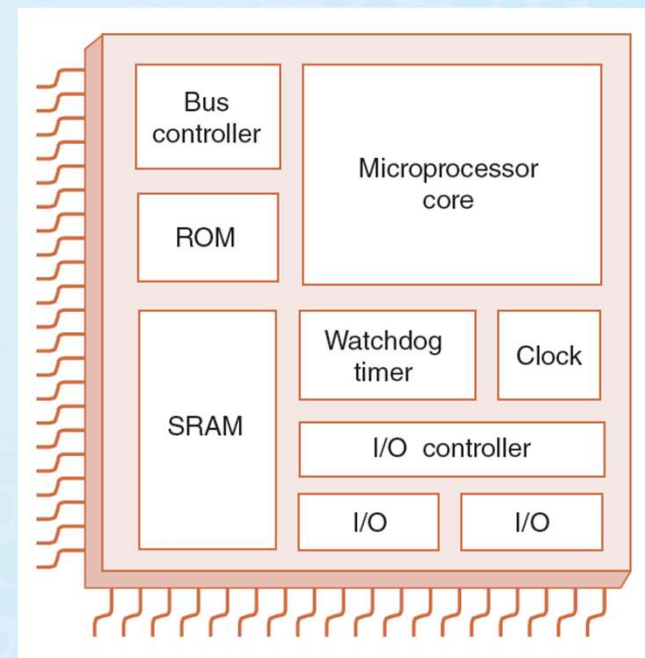 Bus
controller
Microprocessor
core
ROM
Watchdog
timer
Clock
SRAM
I/O controller
I/O
I/O